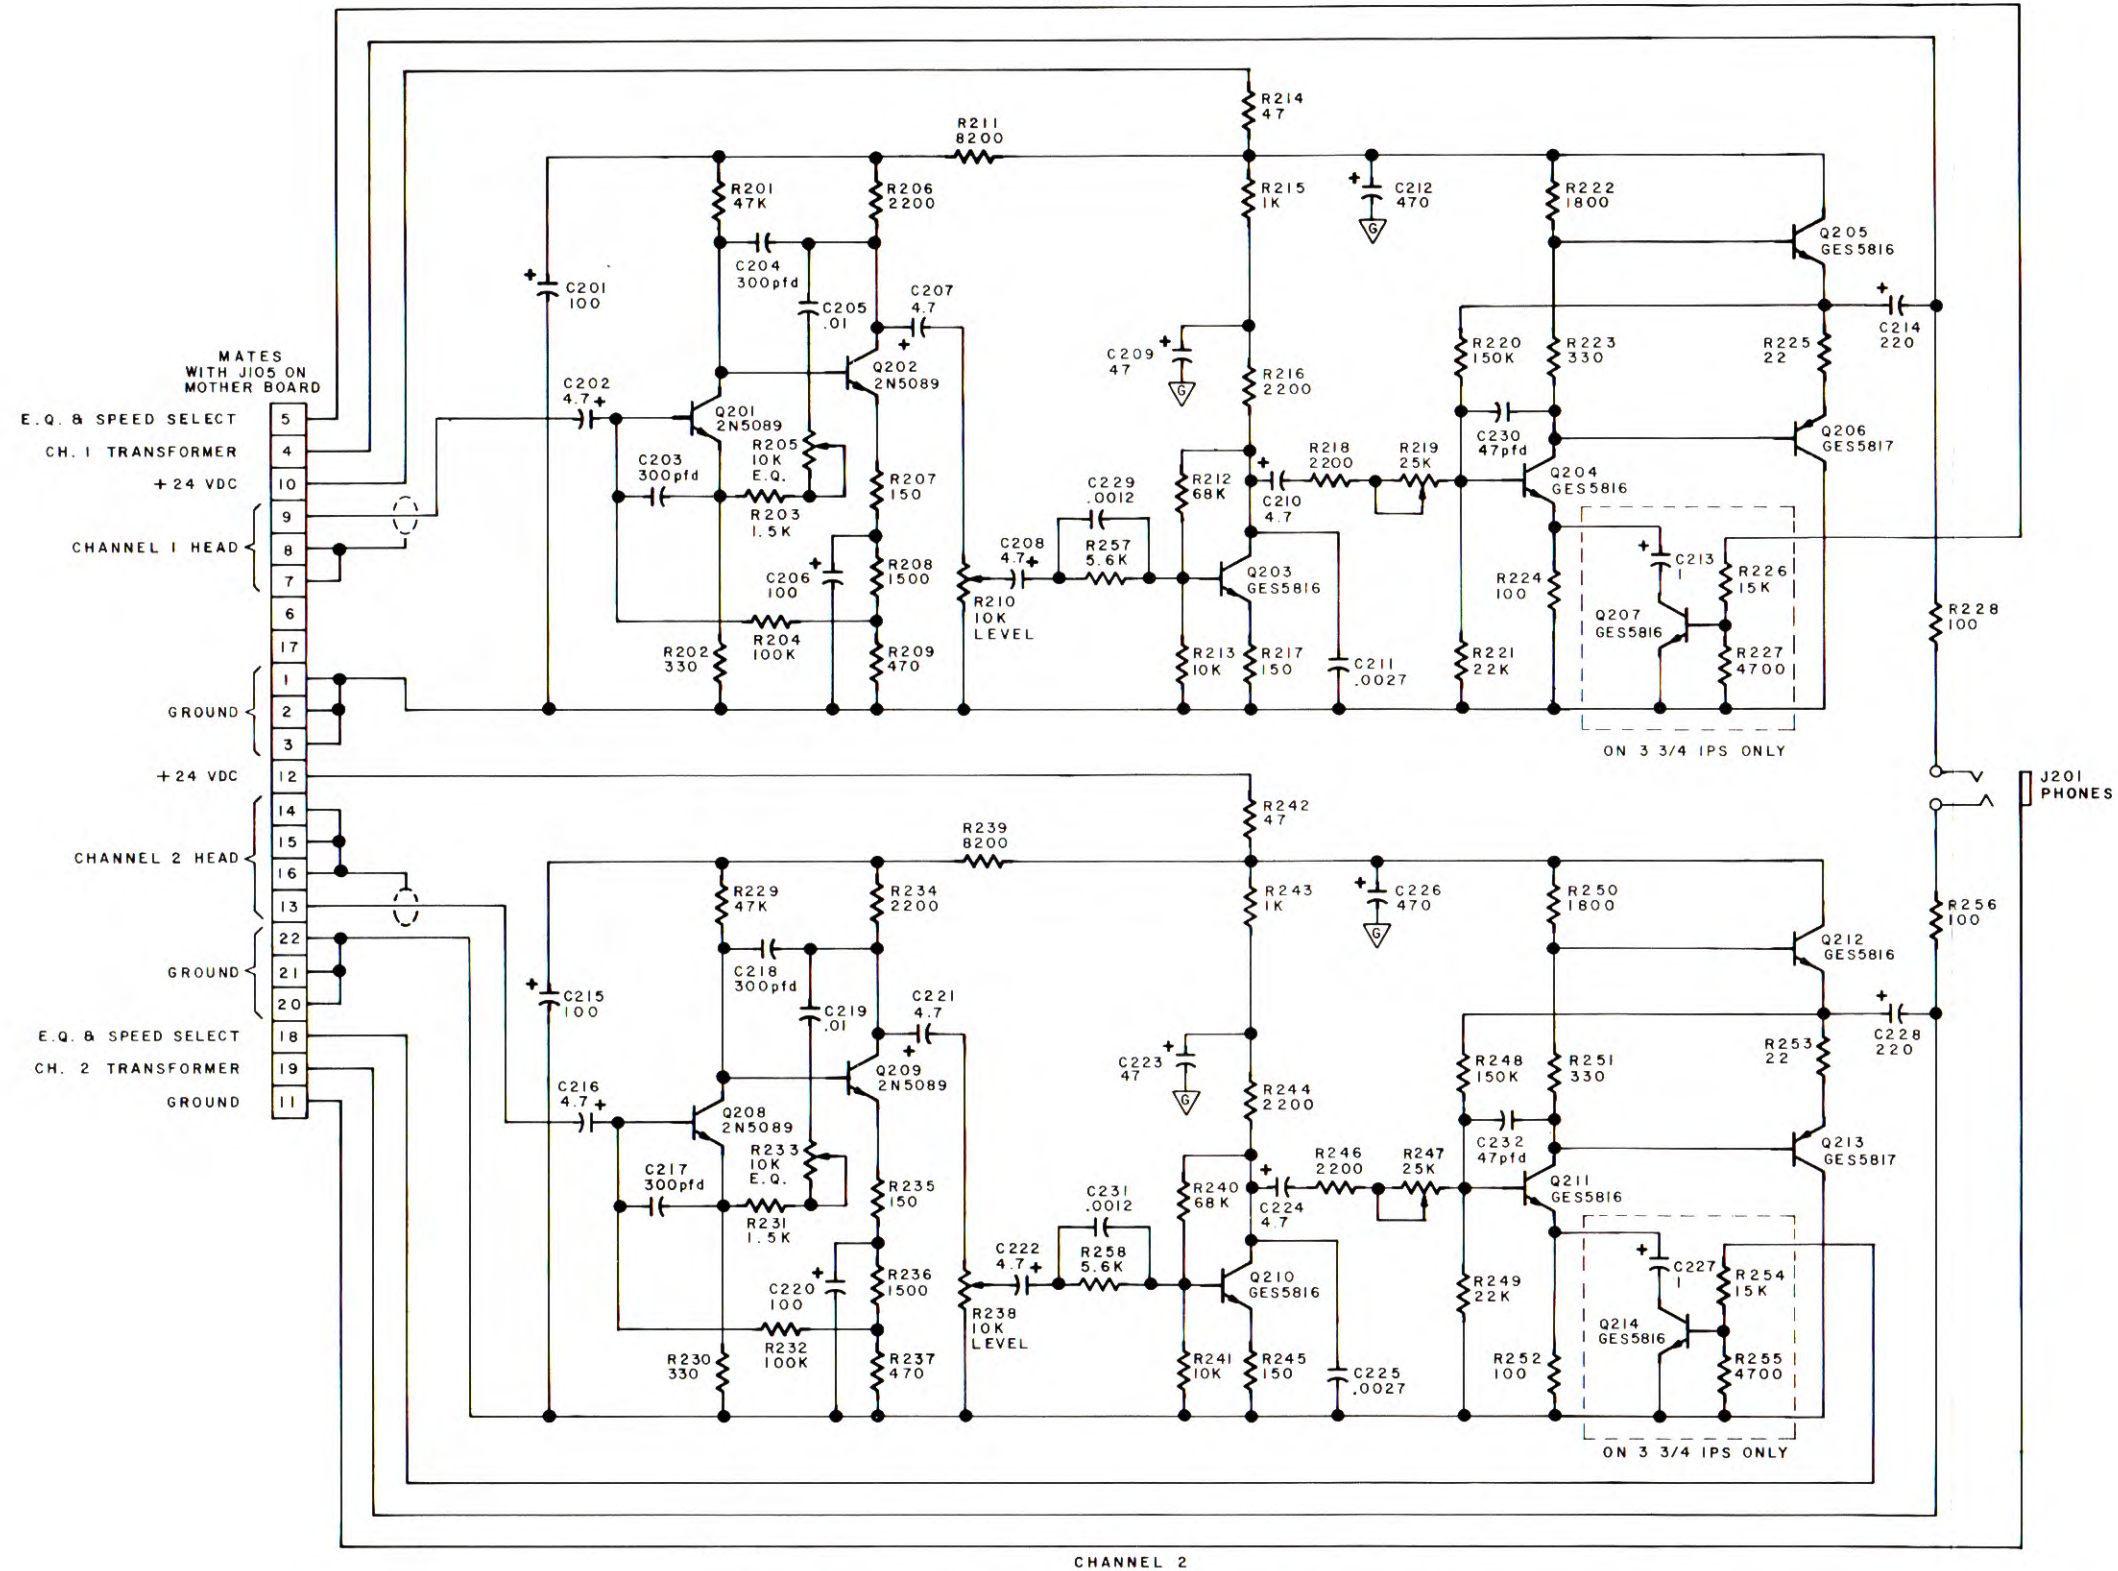 R214
47
R211
8200
R201
47K
R206
2200
R215
1K
C212
470
G
R222
1800
Q205
GES5816
C204
300pfd
C201
100
C205
.01
C207
4.7
+
C214
220
R220
150K
R223
330
R225
22
C209
47
G
R216
2200
MATES
WITH J105 ON
MOTHER BOARD
C202
4.7+
Q202
2N5089
Q201
2N5089
R205
10K
E.Q.
C230
47pfd
Q206
GES5817
E.Q. & SPEED SELECT 5
CH. 1 TRANSFORMER 4
+24 VDC 10
9
CHANNEL 1 HEAD 8
7
6
17
1
GROUND 2
3
+24 VDC 12
14
15
CHANNEL 2 HEAD 16
13
22
GROUND 21
20
E.Q. & SPEED SELECT 18
CH. 2 TRANSFORMER 19
GROUND 11
C203
300pfd
R203
1.5K
R207
150
R212
68K
C210
4.7
R218
2200
R219
25K
Q204
GES5816
C229
.0012
R257
5.6K
C208
4.7+
C206
100
R208
1500
R210
10K
LEVEL
Q203
GES5816
R224
100
C213
1
R226
15K
Q207
GES5816
R204
100K
R202
330
R209
470
R213
10K
R217
150
C211
.0027
R221
22K
R227
4700
R228
100
ON 3 3/4 IPS ONLY
J201
PHONES
R242
47
R239
8200
R229
47K
R234
2200
R243
1K
C226
470
G
R250
1800
R256
100
Q212
GES5816
C218
300pfd
C215
100
C219
.01
C221
4.7
+
C228
220
R248
150K
R251
330
R253
22
C223
47
G
R244
2200
C216
4.7+
Q209
2N5089
Q208
2N5089
R233
10K
E.Q.
C232
47pfd
Q213
GES5817
C217
300pfd
R231
1.5K
R235
150
R240
68K
C224
4.7
R246
2200
R247
25K
Q211
GES5816
C231
.0012
R258
5.6K
C222
4.7+
C220
100
R236
1500
R238
10K
LEVEL
Q210
GES5816
R249
22K
C227
1
R254
15K
Q214
GES5816
R232
100K
R230
330
R237
470
R241
10K
R245
150
C225
.0027
R252
100
R255
4700
ON 3 3/4 IPS ONLY
CHANNEL 2